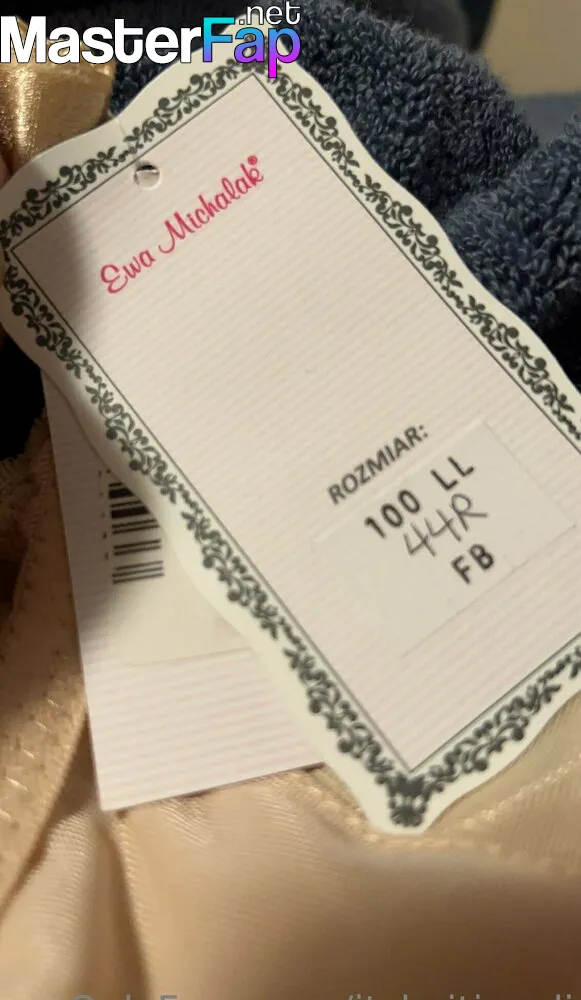 .net
MasterFap
Ewa Michalak®
ROZMIAR:
100 LL
44R
FB